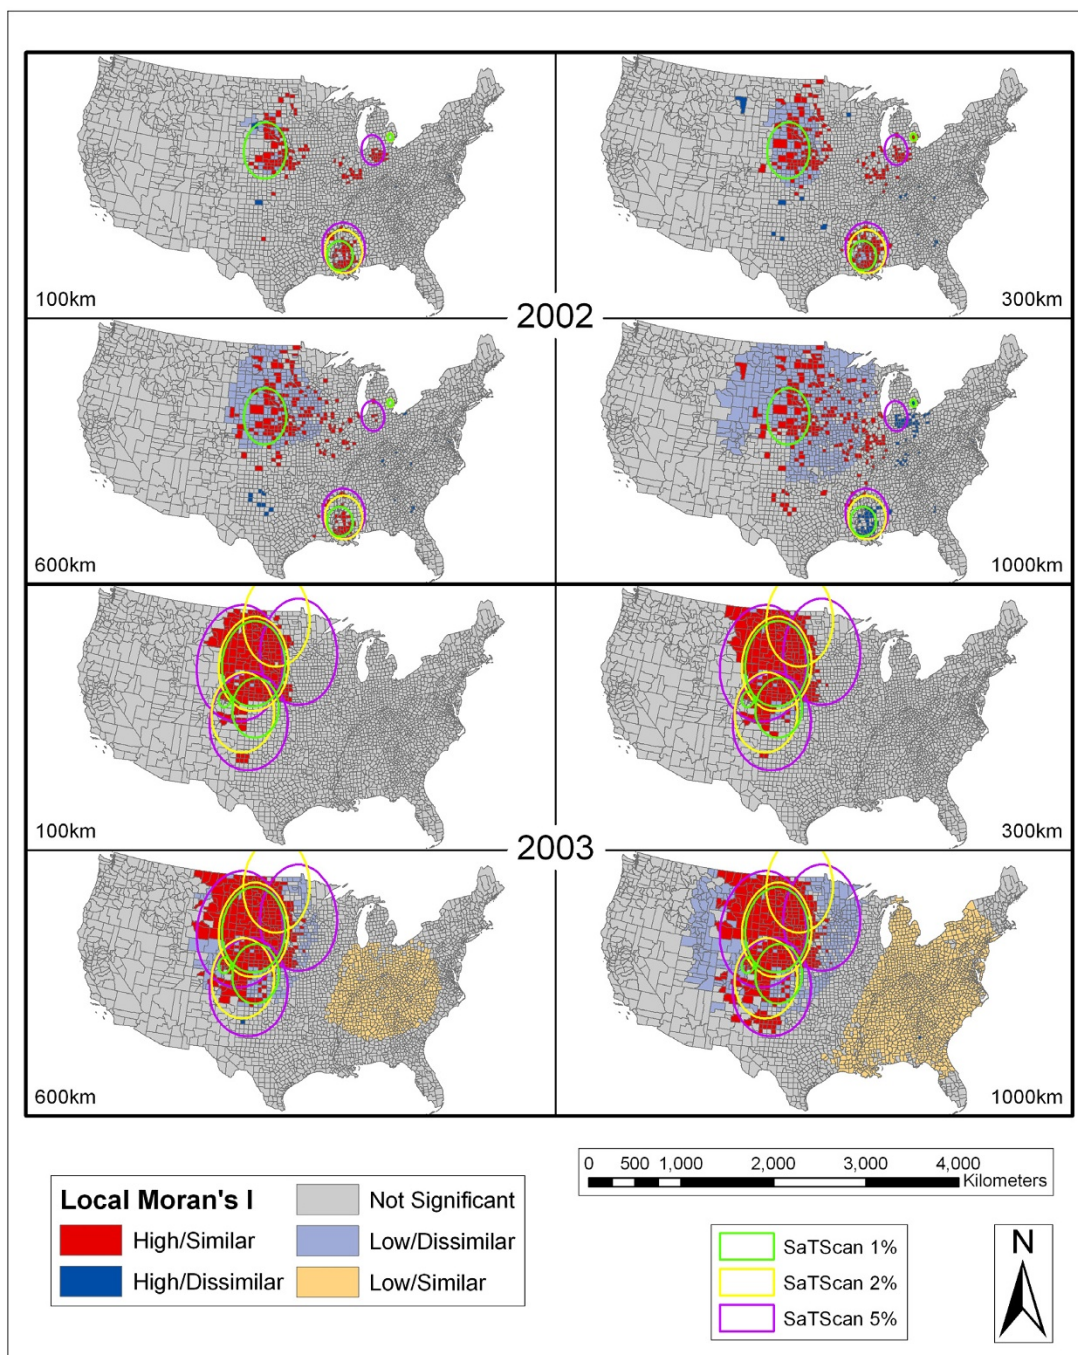 100km
300km
2002
600km
1000km
100km
300km
2003
600km
1000km
Local Moran's I
High/Similar
High/Dissimilar
Not Significant
Low/Dissimilar
Low/Similar
0 500 1,000 2,000 3,000 4,000
Kilometers
SaTScan 1%
SaTScan 2%
SaTScan 5%
N